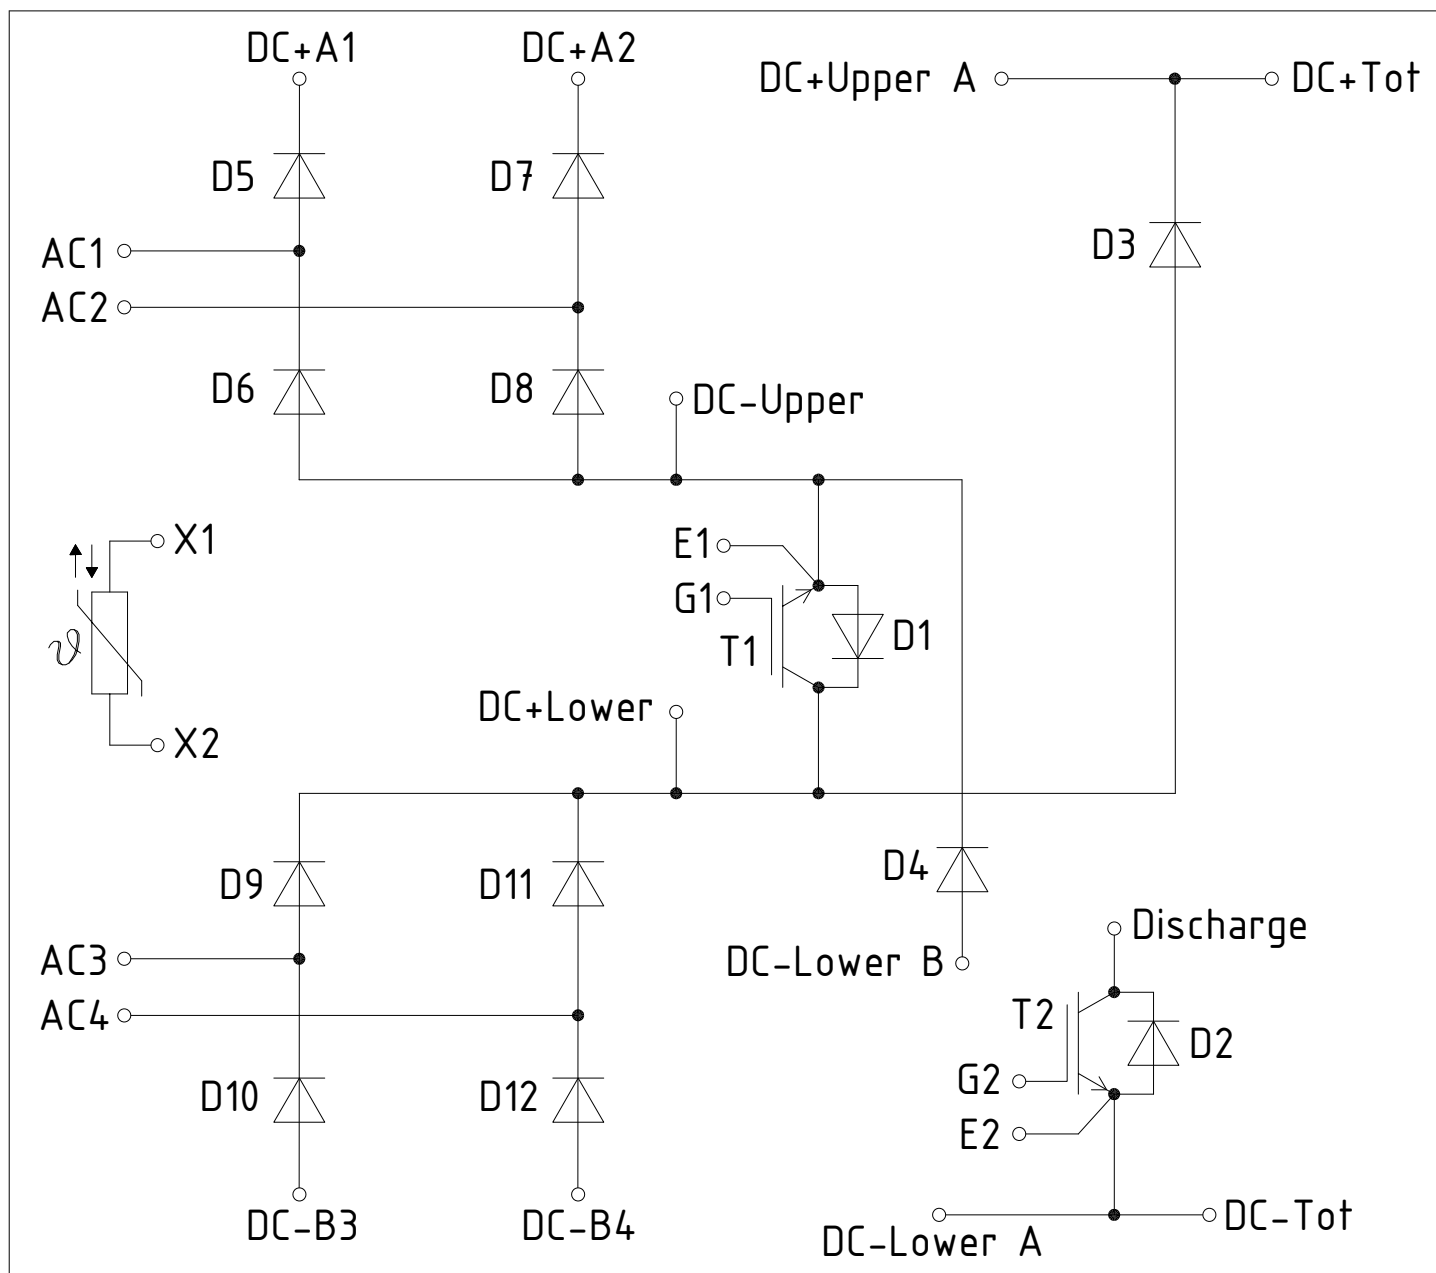 DC+A1
DC+A2
DC+Upper A
DC+Tot
D5
D7
AC1
D3
AC2
D6
D8
DC-Upper
X1
E1
G1
T1
D1
ϑ
DC+Lower
X2
D9
D11
D4
Discharge
AC3
DC-Lower B
AC4
T2
D2
G2
D10
D12
E2
DC-B3
DC-B4
DC-Lower A
DC-Tot